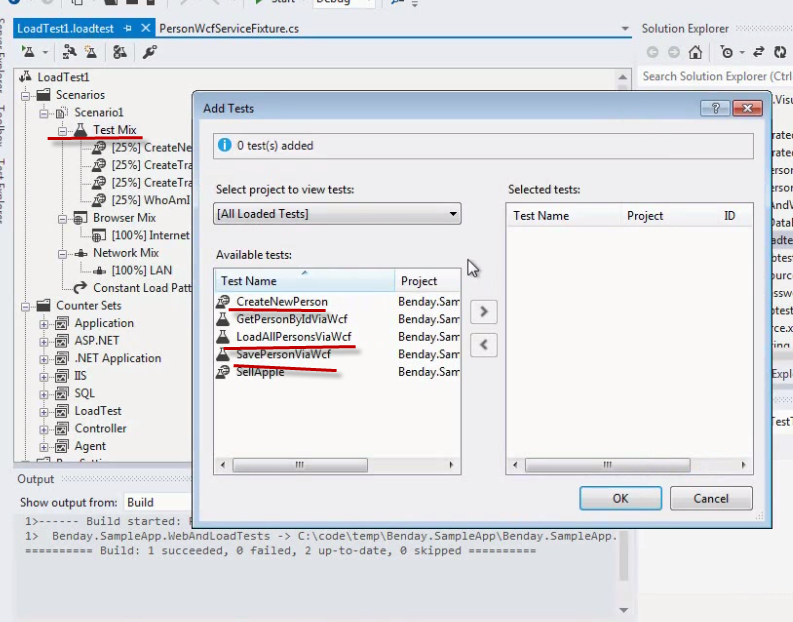 Start
Debug
LoadTest1.loadtest
PersonWcfServiceFixture.cs
Solution Explorer
Search Solution Explorer (Ctrl
LoadTest1
Scenarios
Scenario1
Test Mix
[25%] CreateNe
[25%] CreateTra
[25%] CreateTra
[25%] WhoAmI
Browser Mix
[100%] Internet
Network Mix
[100%] LAN
Constant Load Patt
Counter Sets
Application
ASP.NET
.NET Application
IIS
SQL
LoadTest
Controller
Agent
Add Tests
0 test(s) added
Select project to view tests:
[All Loaded Tests]
Available tests:
Test Name Project
CreateNewPerson Benday.Sam
GetPersonByIdViaWcf Benday.Sam
LoadAllPersonsViaWcf Benday.Sam
SavePersonViaWcf Benday.Sam
SellApple Benday.Sam
Selected tests:
Test Name Project ID
OK Cancel
Output
Show output from: Build
1>------ Build started:
1> Benday.SampleApp.WebAndLoadTests -> C:\code\temp\Benday.SampleApp\Benday.SampleApp.
========== Build: 1 succeeded, 0 failed, 2 up-to-date, 0 skipped ==========